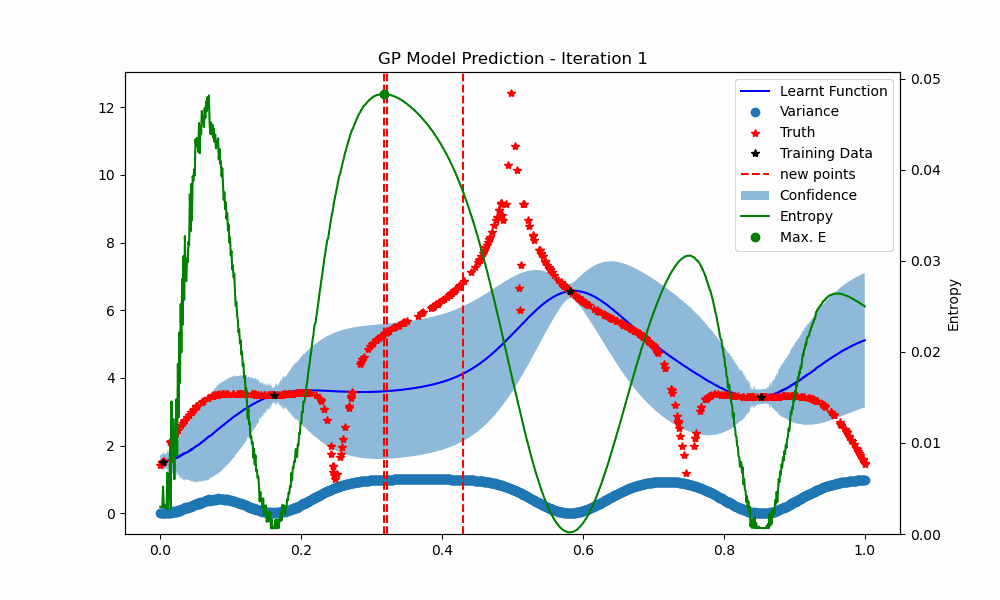 GP Model Prediction - Iteration 1
12
10
8
6
4
2
0
0.0
0.2
0.4
0.6
0.8
1.0
0.05
0.04
0.03
0.02
0.01
0.00
Entropy
Learnt Function
Variance
Truth
Training Data
new points
Confidence
Entropy
Max. E